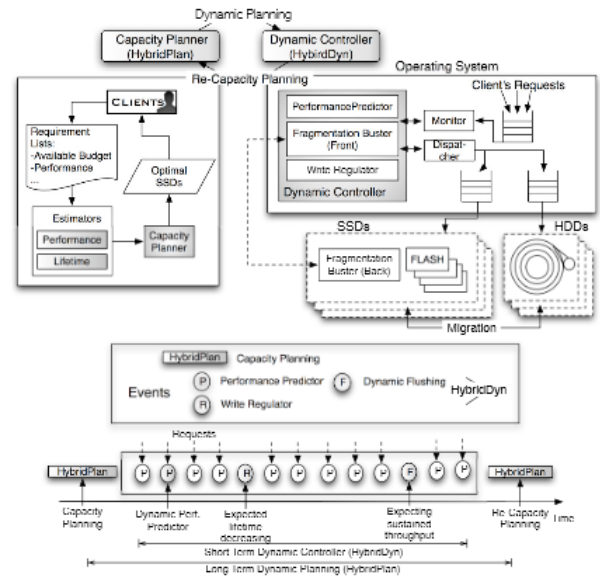 Dynamic Planning
Capacity Planner
(HybridPlan)
Dynamic Controller
(HybirdDyn)
Re-Capacity Planning
Operating System
Client's Requests
CLIENTS
Requirement
Lists:
-Available Budget
-Performance
...
Optimal
SSDs
Estimators
Performance
Lifetime
Capacity
Planner
PerformancePredictor
Fragmentation Buster
(Front)
Write Regulator
Dynamic Controller
Monitor
Dispat-
cher
SSDs
HDDs
Fragmentation
Buster (Back)
FLASH
Migration
HybridPlan
Capacity Planning
Events
P Performance Predictor
F Dynamic Flushing
R Write Regulator
HybridDyn
Requests
HybridPlan
P P P P R P P P P P F P P
HybridPlan
Capacity
Planning
Dynamic Perf.
Predictor
Expected
lifetime
decreasing
Expecting
sustained
throughput
Re-Capacity
Planning
Time
Short Term Dynamic Controller (HybridDyn)
Long Term Dynamic Planning (HybridPlan)